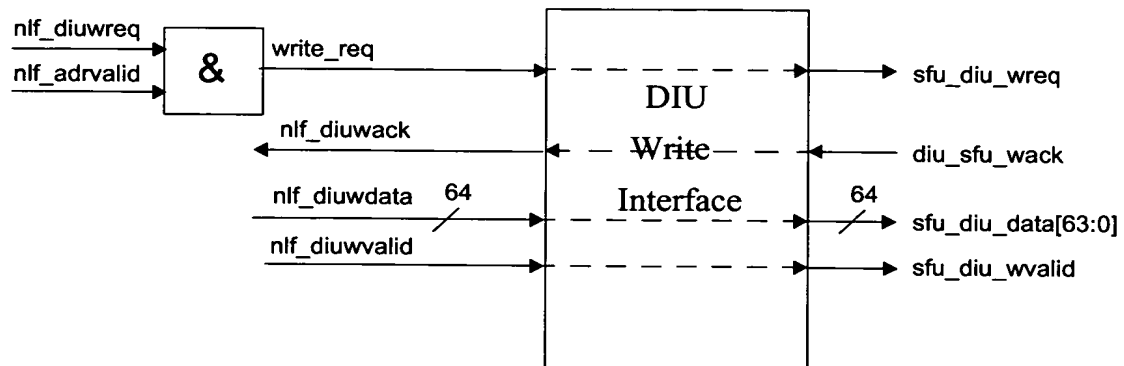 nlf_diuwreq
nlf_adrvalid
&
write_req
sfu_diu_wreq
DIU
Write
Interface
nlf_diuwack
diu_sfu_wack
nlf_diuwdata
64
64
sfu_diu_data[63:0]
nlf_diuwvalid
sfu_diu_wvalid